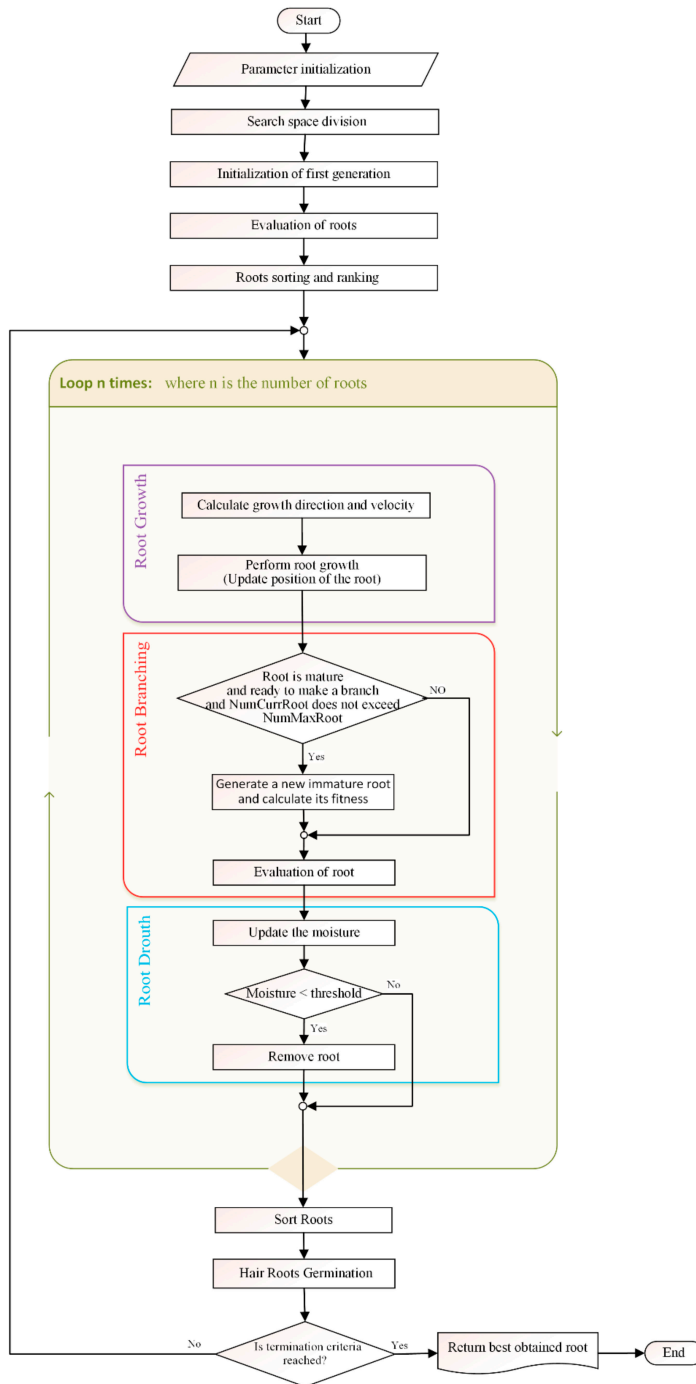 Start
Parameter initialization
Search space division
Initialization of first generation
Evaluation of roots
Roots sorting and ranking
Loop n times: where n is the number of roots
Root Growth
Calculate growth direction and velocity
Perform root growth
(Update position of the root)
Root Branching
Root is mature
and ready to make a branch
and NumCurrRoot does not exceed
NumMaxRoot
NO
Yes
Generate a new immature root
and calculate its fitness
Evaluation of root
Root Drouth
Update the moisture
Moisture < threshold
No
Yes
Remove root
Sort Roots
Hair Roots Germination
Is termination criteria
reached?
No
Yes
Return best obtained root
End